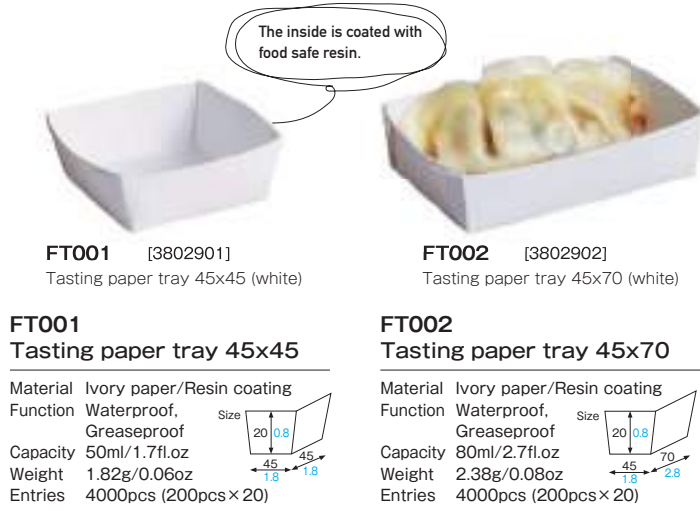 The inside is coated with
food safe resin.
FT001 [3802901]
Tasting paper tray 45x45 (white)
FT002 [3802902]
Tasting paper tray 45x70 (white)
FT001
Tasting paper tray 45x45
Material Ivory paper/Resin coating
Function Waterproof,
Greaseproof
Capacity 50ml/1.7fl.oz
Weight 1.82g/0.06oz
Entries 4000pcs (200pcs×20)
Size
20 0.8
45 45
1.8 1.8
FT002
Tasting paper tray 45x70
Material Ivory paper/Resin coating
Function Waterproof,
Greaseproof
Capacity 80ml/2.7fl.oz
Weight 2.38g/0.08oz
Entries 4000pcs (200pcs×20)
Size
20 0.8
45 70
1.8 2.8